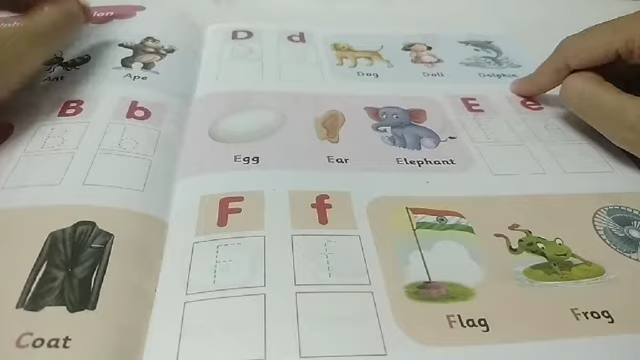 Ant
Ape
B b
Coat
D d
Dog
Doll
Dolphin
Egg
Ear
Elephant
E e
F f
Flag
Frog